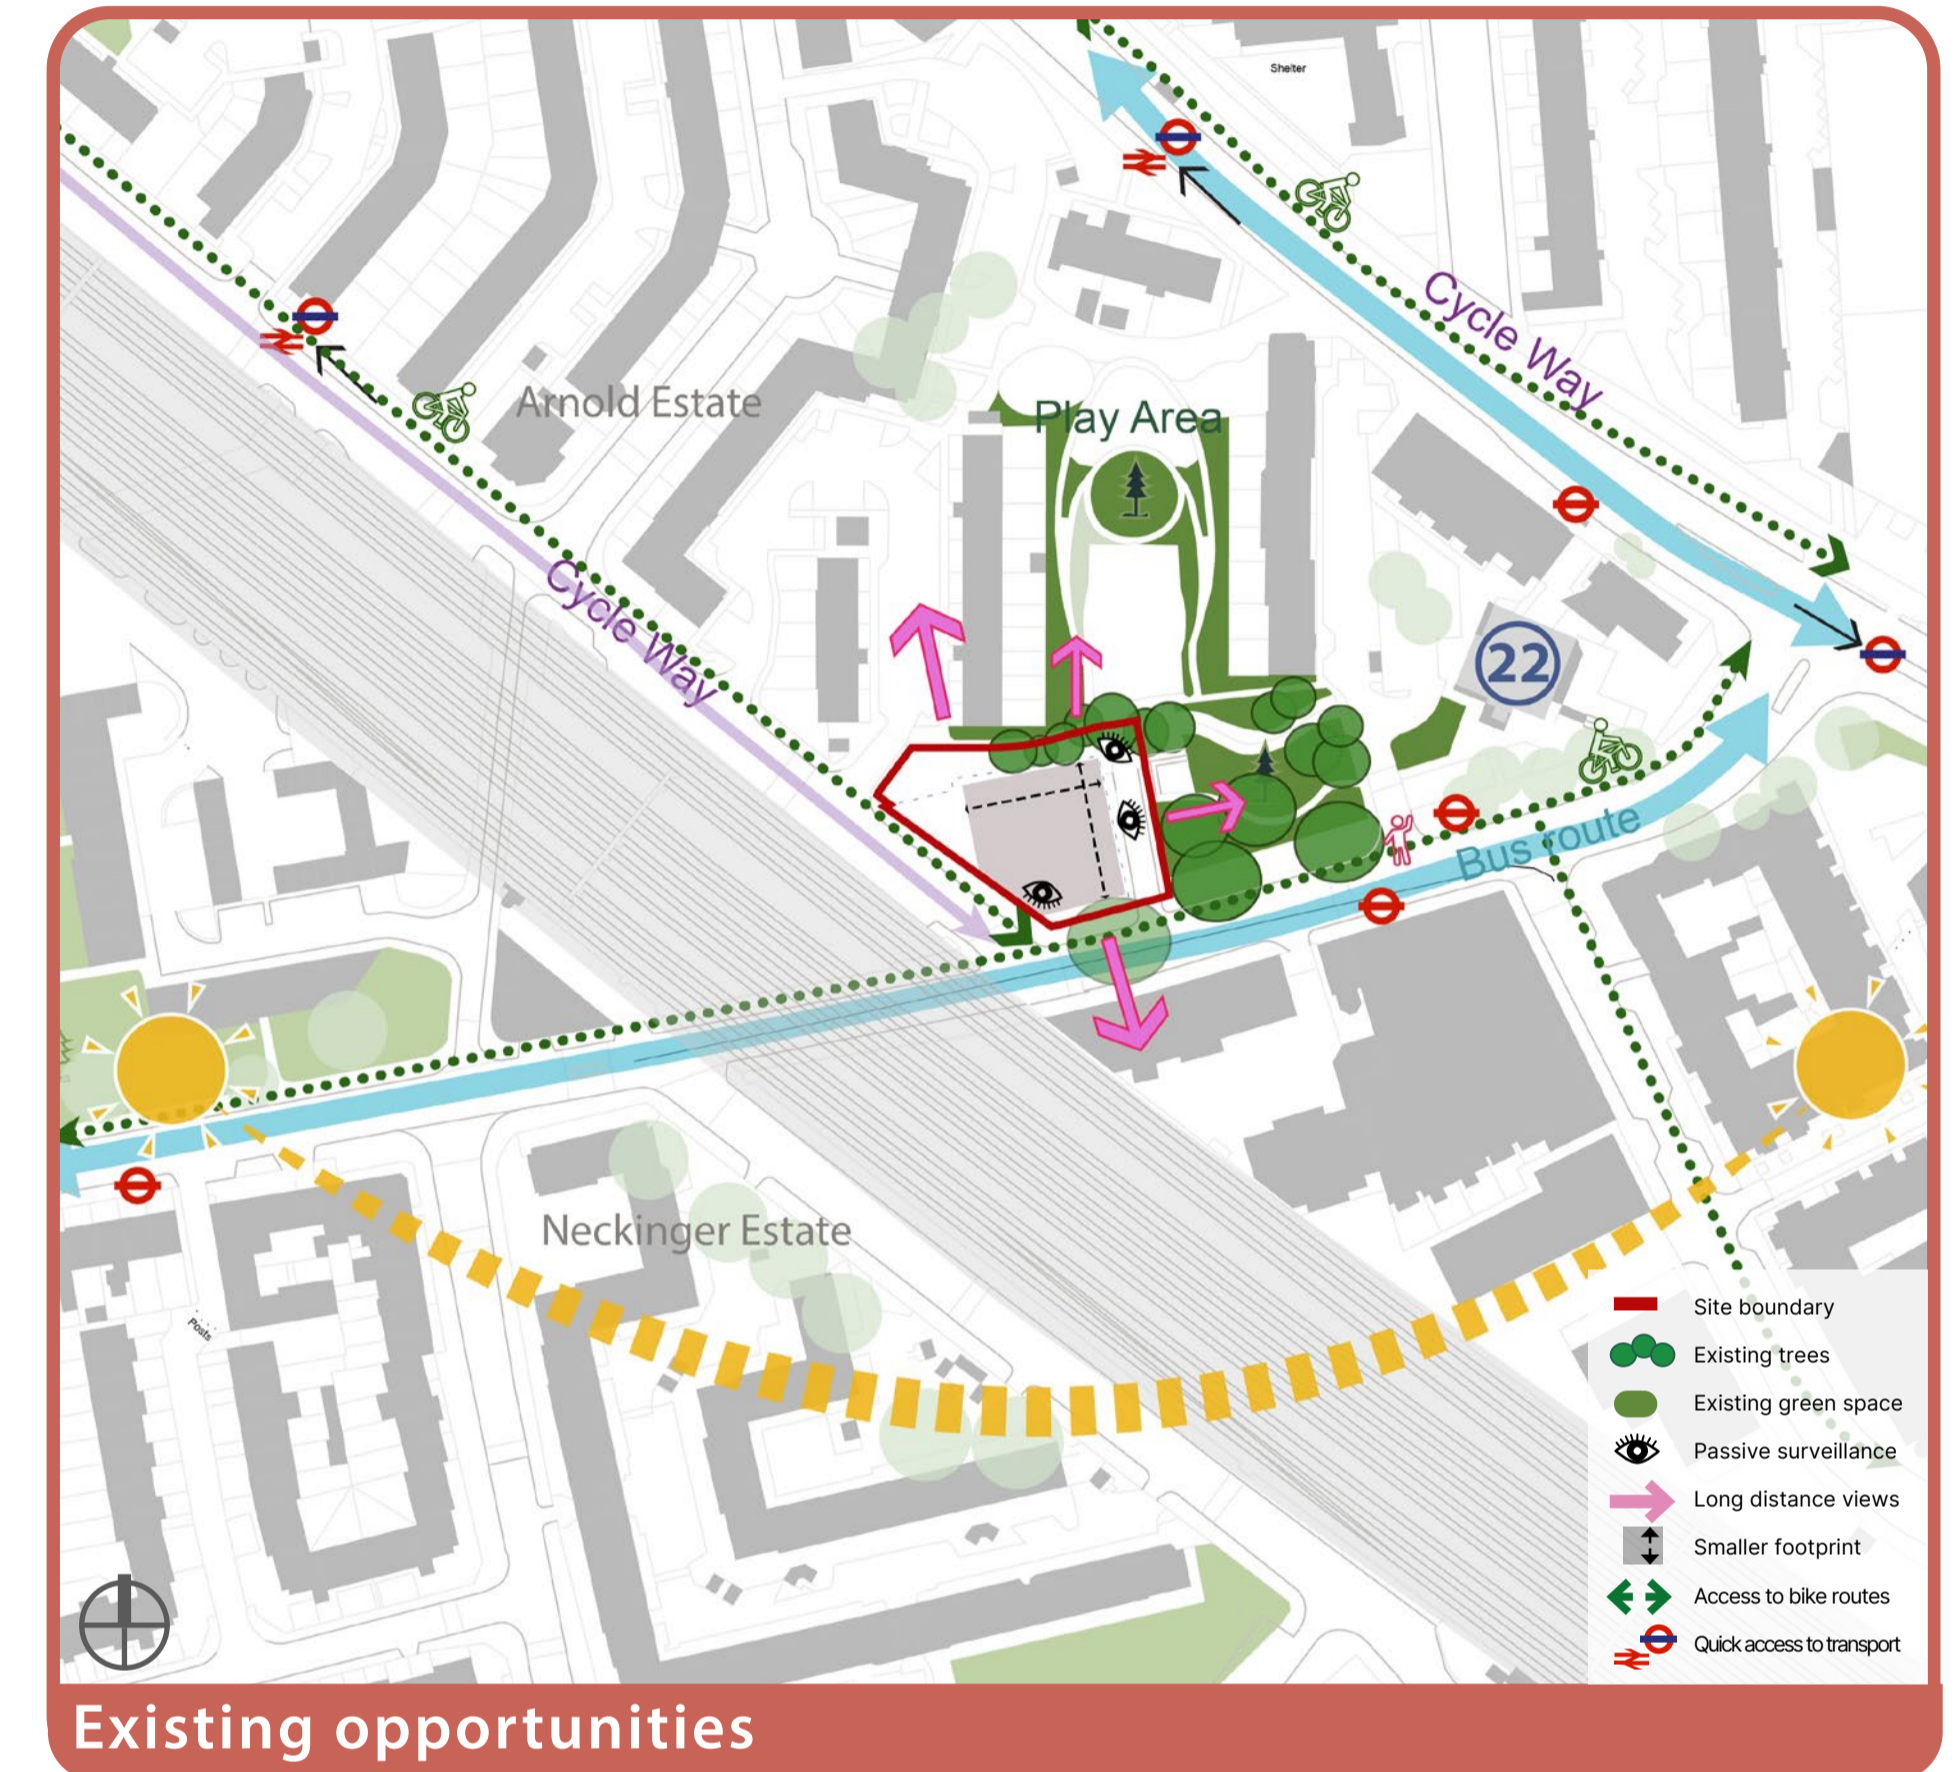 Shelter
Cycle Way
Arnold Estate
Play Area
Cycle Way
22
Bus route
Neckinger Estate
Posts
Site boundary
Existing trees
Existing green space
Passive surveillance
Long distance views
Smaller footprint
Access to bike routes
Quick access to transport
Existing opportunities